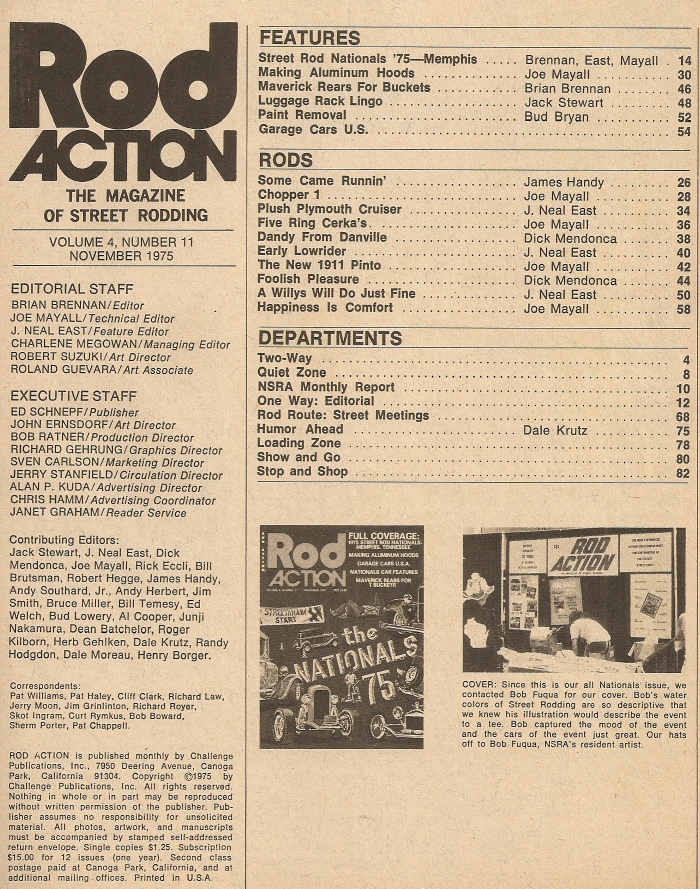 Rod
ACTION
THE MAGAZINE
OF STREET RODDING
VOLUME 4, NUMBER 11
NOVEMBER 1975
EDITORIAL STAFF
BRIAN BRENNAN/Editor
JOE MAYALL/Technical Editor
J. NEAL EAST/Feature Editor
CHARLENE MEGOWAN/Managing Editor
ROBERT SUZUKI/Art Director
ROLAND GUEVARA/Art Associate
EXECUTIVE STAFF
ED SCHNEPF/Publisher
JOHN ERNSDORF/Art Director
BOB RATNER/Production Director
RICHARD GEHRUNG/Graphics Director
SVEN CARLSON/Marketing Director
JERRY STANFIELD/Circulation Director
ALAN P. KUDA/Advertising Director
CHRIS HAMM/Advertising Coordinator
JANET GRAHAM/Reader Service
Contributing Editors:
Jack Stewart, J. Neal East, Dick
Mendonca, Joe Mayall, Rick Eccli, Bill
Brutsman, Robert Hegge, James Handy,
Andy Southard, Jr., Andy Herbert, Jim
Smith, Bruce Miller, Bill Temesy, Ed
Welch, Bud Lowery, Al Cooper, Junji
Nakamura, Dean Batchelor, Roger
Kilborn, Herb Gehlken, Dale Krutz, Randy
Hodgdon, Dale Moreau, Henry Borger.
Correspondents:
Pat Williams, Pat Haley, Cliff Clark, Richard Law,
Jerry Moon, Jim Grinlinton, Richard Royer,
Skot Ingram, Curt Rymkus, Bob Boward,
Sherm Porter, Pat Chappell.
ROD ACTION is published monthly by Challenge
Publications, Inc., 7950 Deering Avenue, Canoga
Park, California 91304. Copyright ©1975 by
Challenge Publications, Inc. All rights reserved.
Nothing in whole or in part may be reproduced
without written permission of the publisher. Pub-
lisher assumes no responsibility for unsolicited
material. All photos, artwork, and manuscripts
must be accompanied by stamped self-addressed
return envelope. Single copies $1.25. Subscription
$15.00 for 12 issues (one year). Second class
postage paid at Canoga Park, California, and at
additional mailing offices. Printed in U.S.A.
FEATURES
Street Rod Nationals '75—Memphis ..... Brennan, East, Mayall . 14
Making Aluminum Hoods ............. Joe Mayall .......... 30
Maverick Rears For Buckets ............ Brian Brennan ....... 46
Luggage Rack Lingo ................. Jack Stewart ........ 48
Paint Removal ...................... Bud Bryan .......... 52
Garage Cars U.S. ........................................ 54
RODS
Some Came Runnin' ................. James Handy ........ 26
Chopper 1 ......................... Joe Mayall .......... 28
Plush Plymouth Cruiser ............... J. Neal East ......... 34
Five Ring Cerka's .................... Joe Mayall .......... 36
Dandy From Danville ................. Dick Mendonca ...... 38
Early Lowrider ...................... J. Neal East ......... 40
The New 1911 Pinto .................. Joe Mayall .......... 42
Foolish Pleasure ..................... Dick Mendonca ...... 44
A Willys Will Do Just Fine ............. J. Neal East ......... 50
Happiness Is Comfort ................ Joe Mayall .......... 58
DEPARTMENTS
Two-Way ............................................... 4
Quiet Zone ............................................. 8
NSRA Monthly Report .................................... 10
One Way: Editorial ...................................... 12
Rod Route: Street Meetings ............................... 68
Humor Ahead ...................... Dale Krutz .......... 75
Loading Zone .......................................... 78
Show and Go .......................................... 80
Stop and Shop ......................................... 82
ROD ACTION
Rod
ACTION
FULL COVERAGE:
1975 STREET ROD NATIONALS-
MEMPHIS, TENNESSEE
MAKING ALUMINUM HOODS
GARAGE CARS U.S.A.
NATIONALS CAR FEATURES
MAVERICK REARS FOR
T BUCKETS
STREETKHANA
START
the
NATIONALS
75
ROD
ACTION
COVER: Since this is our all Nationals issue, we
contacted Bob Fuqua for our cover. Bob's water
colors of Street Rodding are so descriptive that
we knew his illustration would describe the event
to a tee. Bob captured the mood of the event
and the cars of the event just great. Our hats
off to Bob Fuqua, NSRA's resident artist.